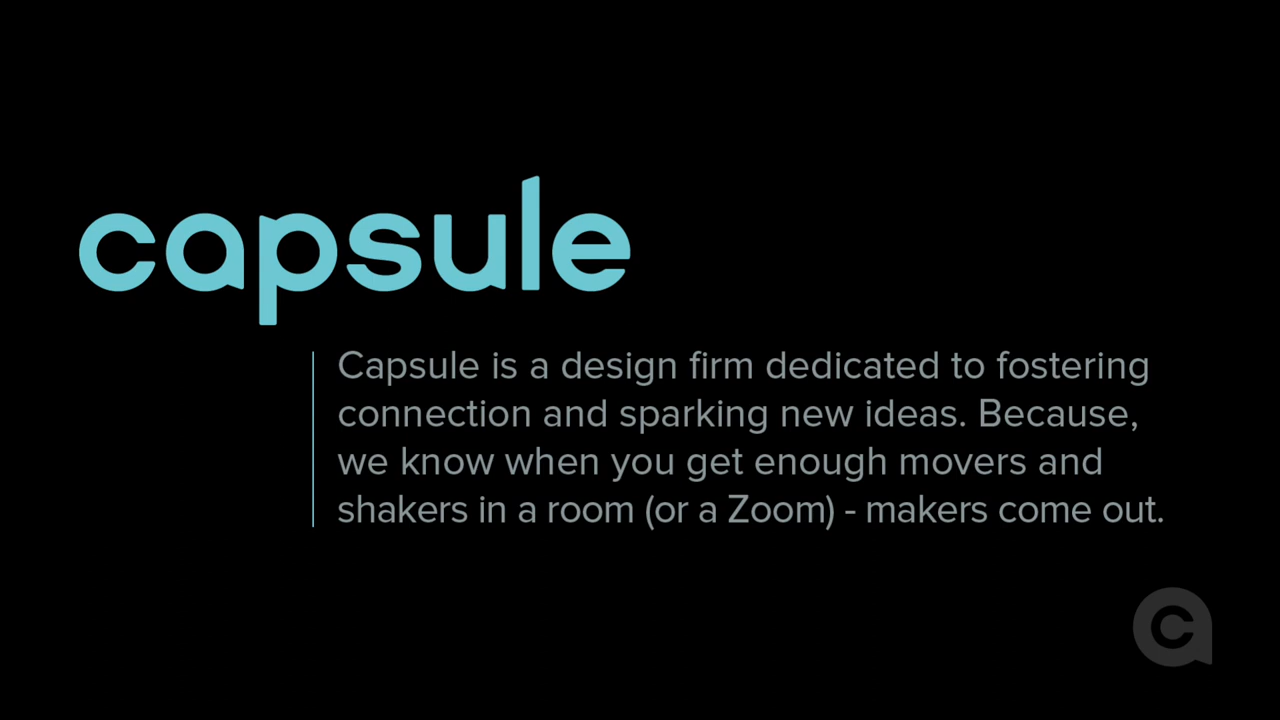 capsule
Capsule is a design firm dedicated to fostering
connection and sparking new ideas. Because,
we know when you get enough movers and
shakers in a room (or a Zoom) - makers come out.
c